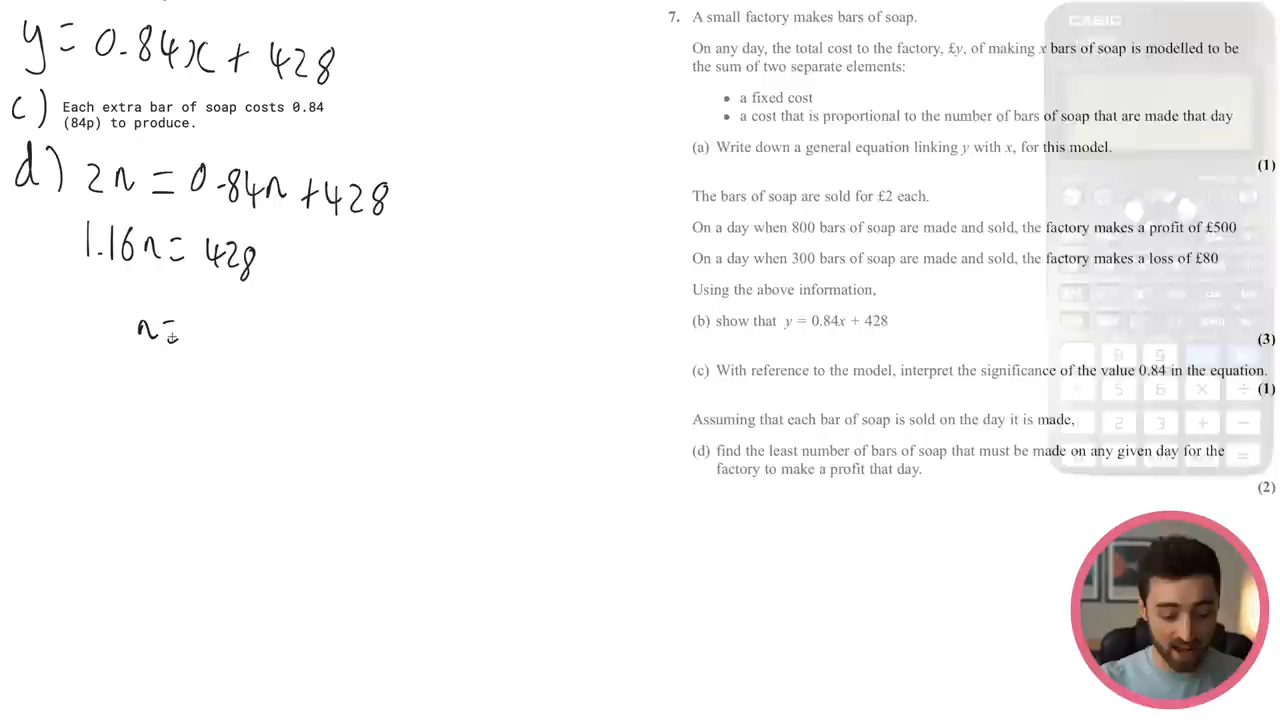 y = 0.84x + 428
c) Each extra bar of soap costs 0.84
(84p) to produce.
d) 2n = 0.84n + 428
1.16n = 428
n =
7. A small factory makes bars of soap.
On any day, the total cost to the factory, £y, of making x bars of soap is modelled to be
the sum of two separate elements:
• a fixed cost
• a cost that is proportional to the number of bars of soap that are made that day
(a) Write down a general equation linking y with x, for this model.
(1)
The bars of soap are sold for £2 each.
On a day when 800 bars of soap are made and sold, the factory makes a profit of £500
On a day when 300 bars of soap are made and sold, the factory makes a loss of £80
Using the above information,
(b) show that y = 0.84x + 428
(3)
(c) With reference to the model, interpret the significance of the value 0.84 in the equation.
(1)
Assuming that each bar of soap is sold on the day it is made,
(d) find the least number of bars of soap that must be made on any given day for the
factory to make a profit that day.
(2)
CASIO
8 9
5 6 × ÷
2 3 + −
=